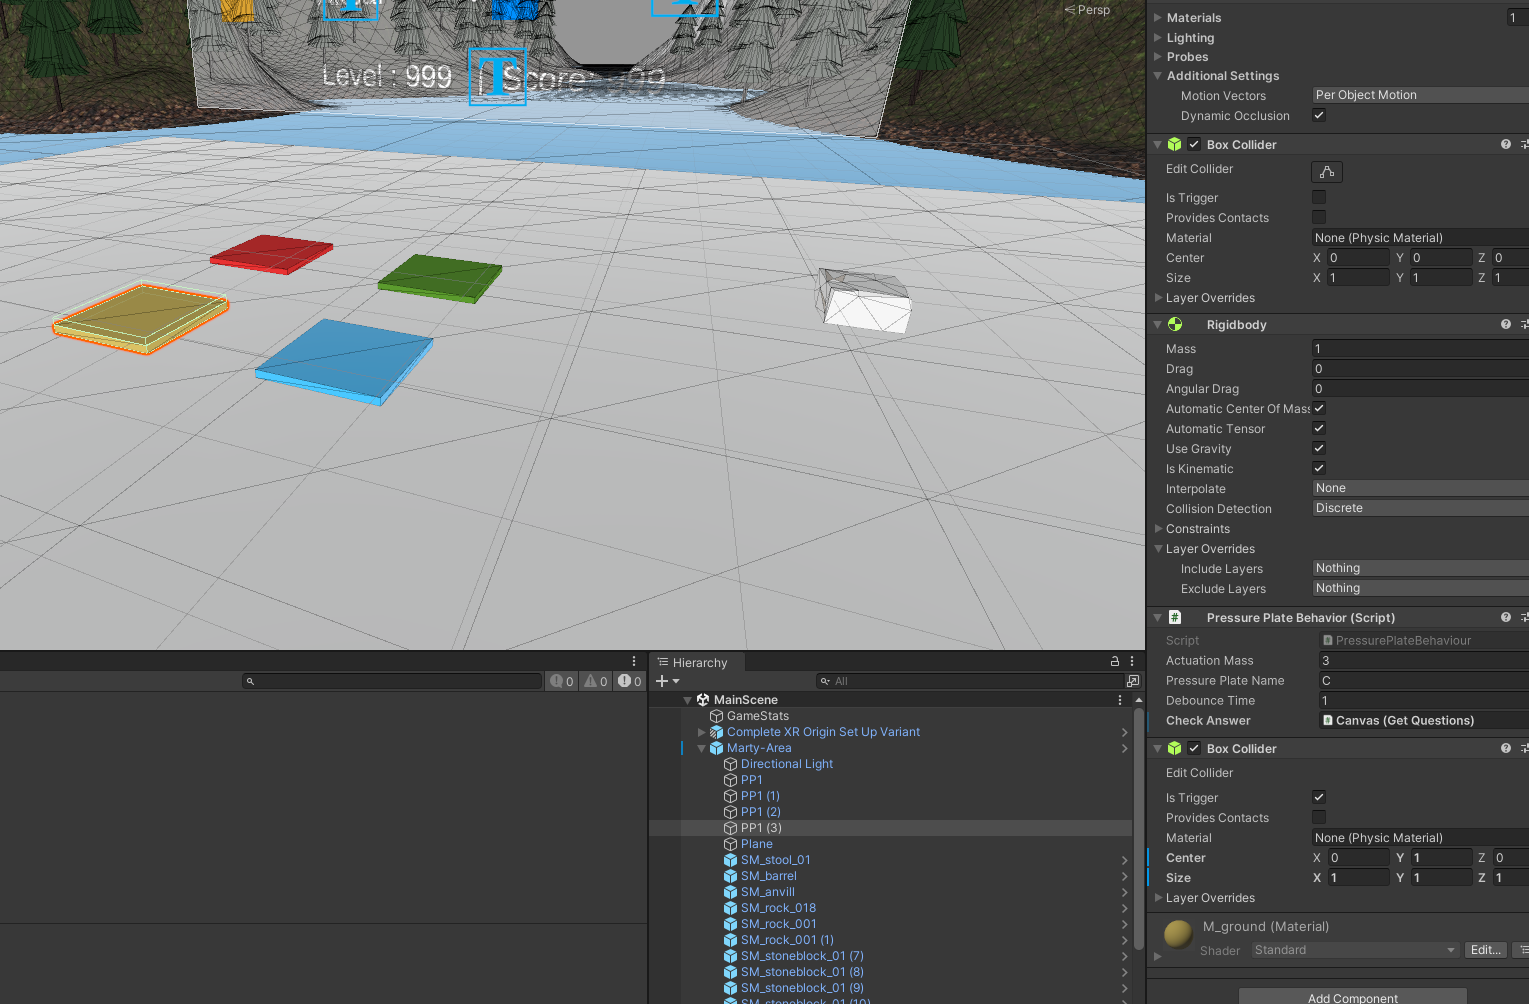 Persp
Level : 999
Score:
Materials 1
Lighting
Probes
Additional Settings
Motion Vectors Per Object Motion
Dynamic Occlusion
Box Collider
Edit Collider
Is Trigger
Provides Contacts
Material None (Physic Material)
Center X 0 Y 0 Z 0
Size X 1 Y 1 Z 1
Layer Overrides
Rigidbody
Mass 1
Drag 0
Angular Drag 0
Automatic Center Of Mass
Automatic Tensor
Use Gravity
Is Kinematic
Interpolate None
Collision Detection Discrete
Constraints
Layer Overrides
Include Layers Nothing
Exclude Layers Nothing
Pressure Plate Behavior (Script)
Script PressurePlateBehaviour
Actuation Mass 3
Pressure Plate Name C
Debounce Time 1
Check Answer Canvas (Get Questions)
Box Collider
Edit Collider
Is Trigger
Provides Contacts
Material None (Physic Material)
Center X 0 Y 1 Z 0
Size X 1 Y 1 Z 1
Layer Overrides
M_ground (Material)
Shader Standard Edit...
Add Component
0 0 0
Hierarchy
All
MainScene
GameStats
Complete XR Origin Set Up Variant
Marty-Area
Directional Light
PP1
PP1 (1)
PP1 (2)
PP1 (3)
Plane
SM_stool_01
SM_barrel
SM_anvill
SM_rock_018
SM_rock_001
SM_rock_001 (1)
SM_stoneblock_01 (7)
SM_stoneblock_01 (8)
SM_stoneblock_01 (9)
SM_stoneblock_01 (10)